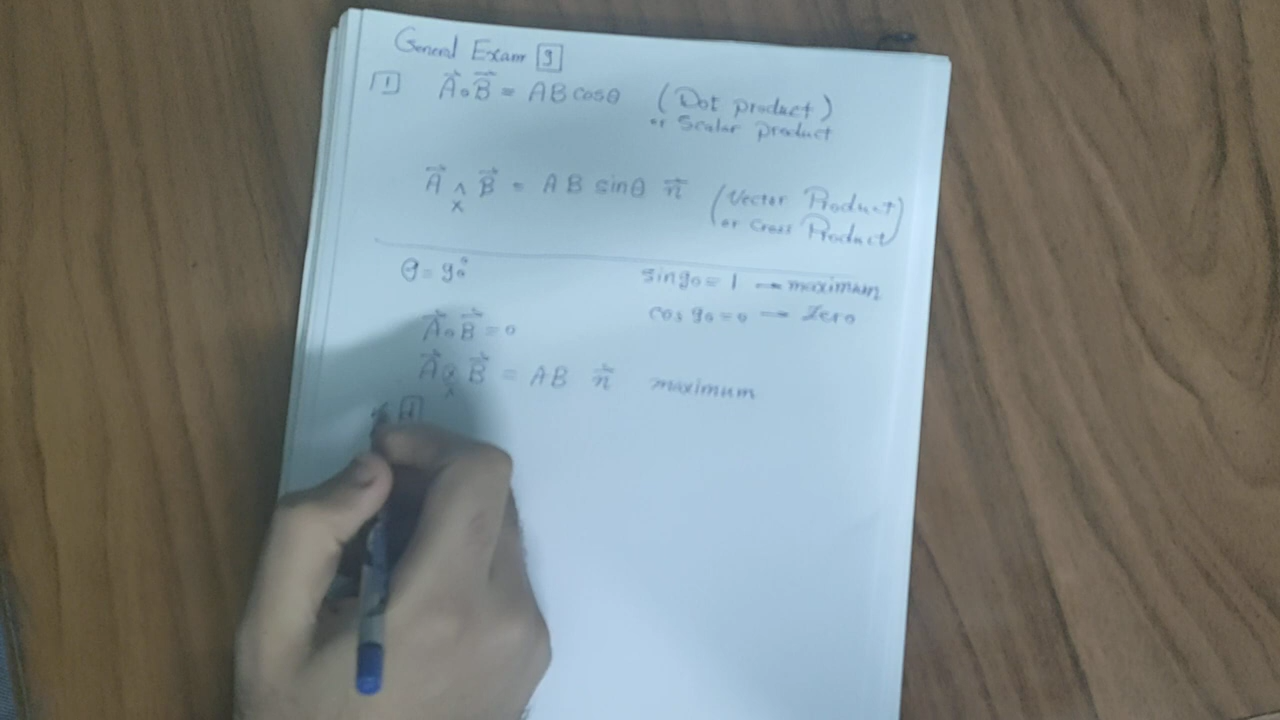 General Exam 9
1 A⃗∘B⃗ = AB cosθ (Dot product)
or Scalar product
A⃗ ∧ B⃗ = AB sinθ n⃗ (Vector Product)
x or Cross Product
θ = 90° sin90 = 1 → maximum
cos 90 = 0 → Zero
A⃗∘B⃗ = 0
A⃗ ∧ B⃗ = AB n⃗ maximum
x